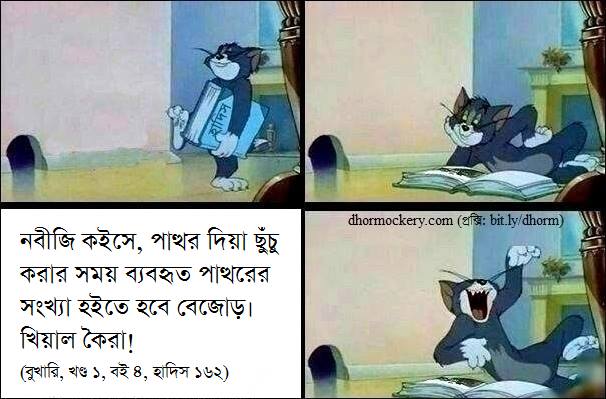 dhormockery.com (প্রক্সি: bit.ly/dhorm)
নবীজি কইসে, পাত্থর দিয়া ছুঁচু
করার সময় ব্যবহৃত পাত্থরের
সংখ্যা হইতে হবে বেজোড়।
খিয়াল কৈরা!
(বুখারি, খণ্ড ১, বই ৪, হাদিস ১৬২)